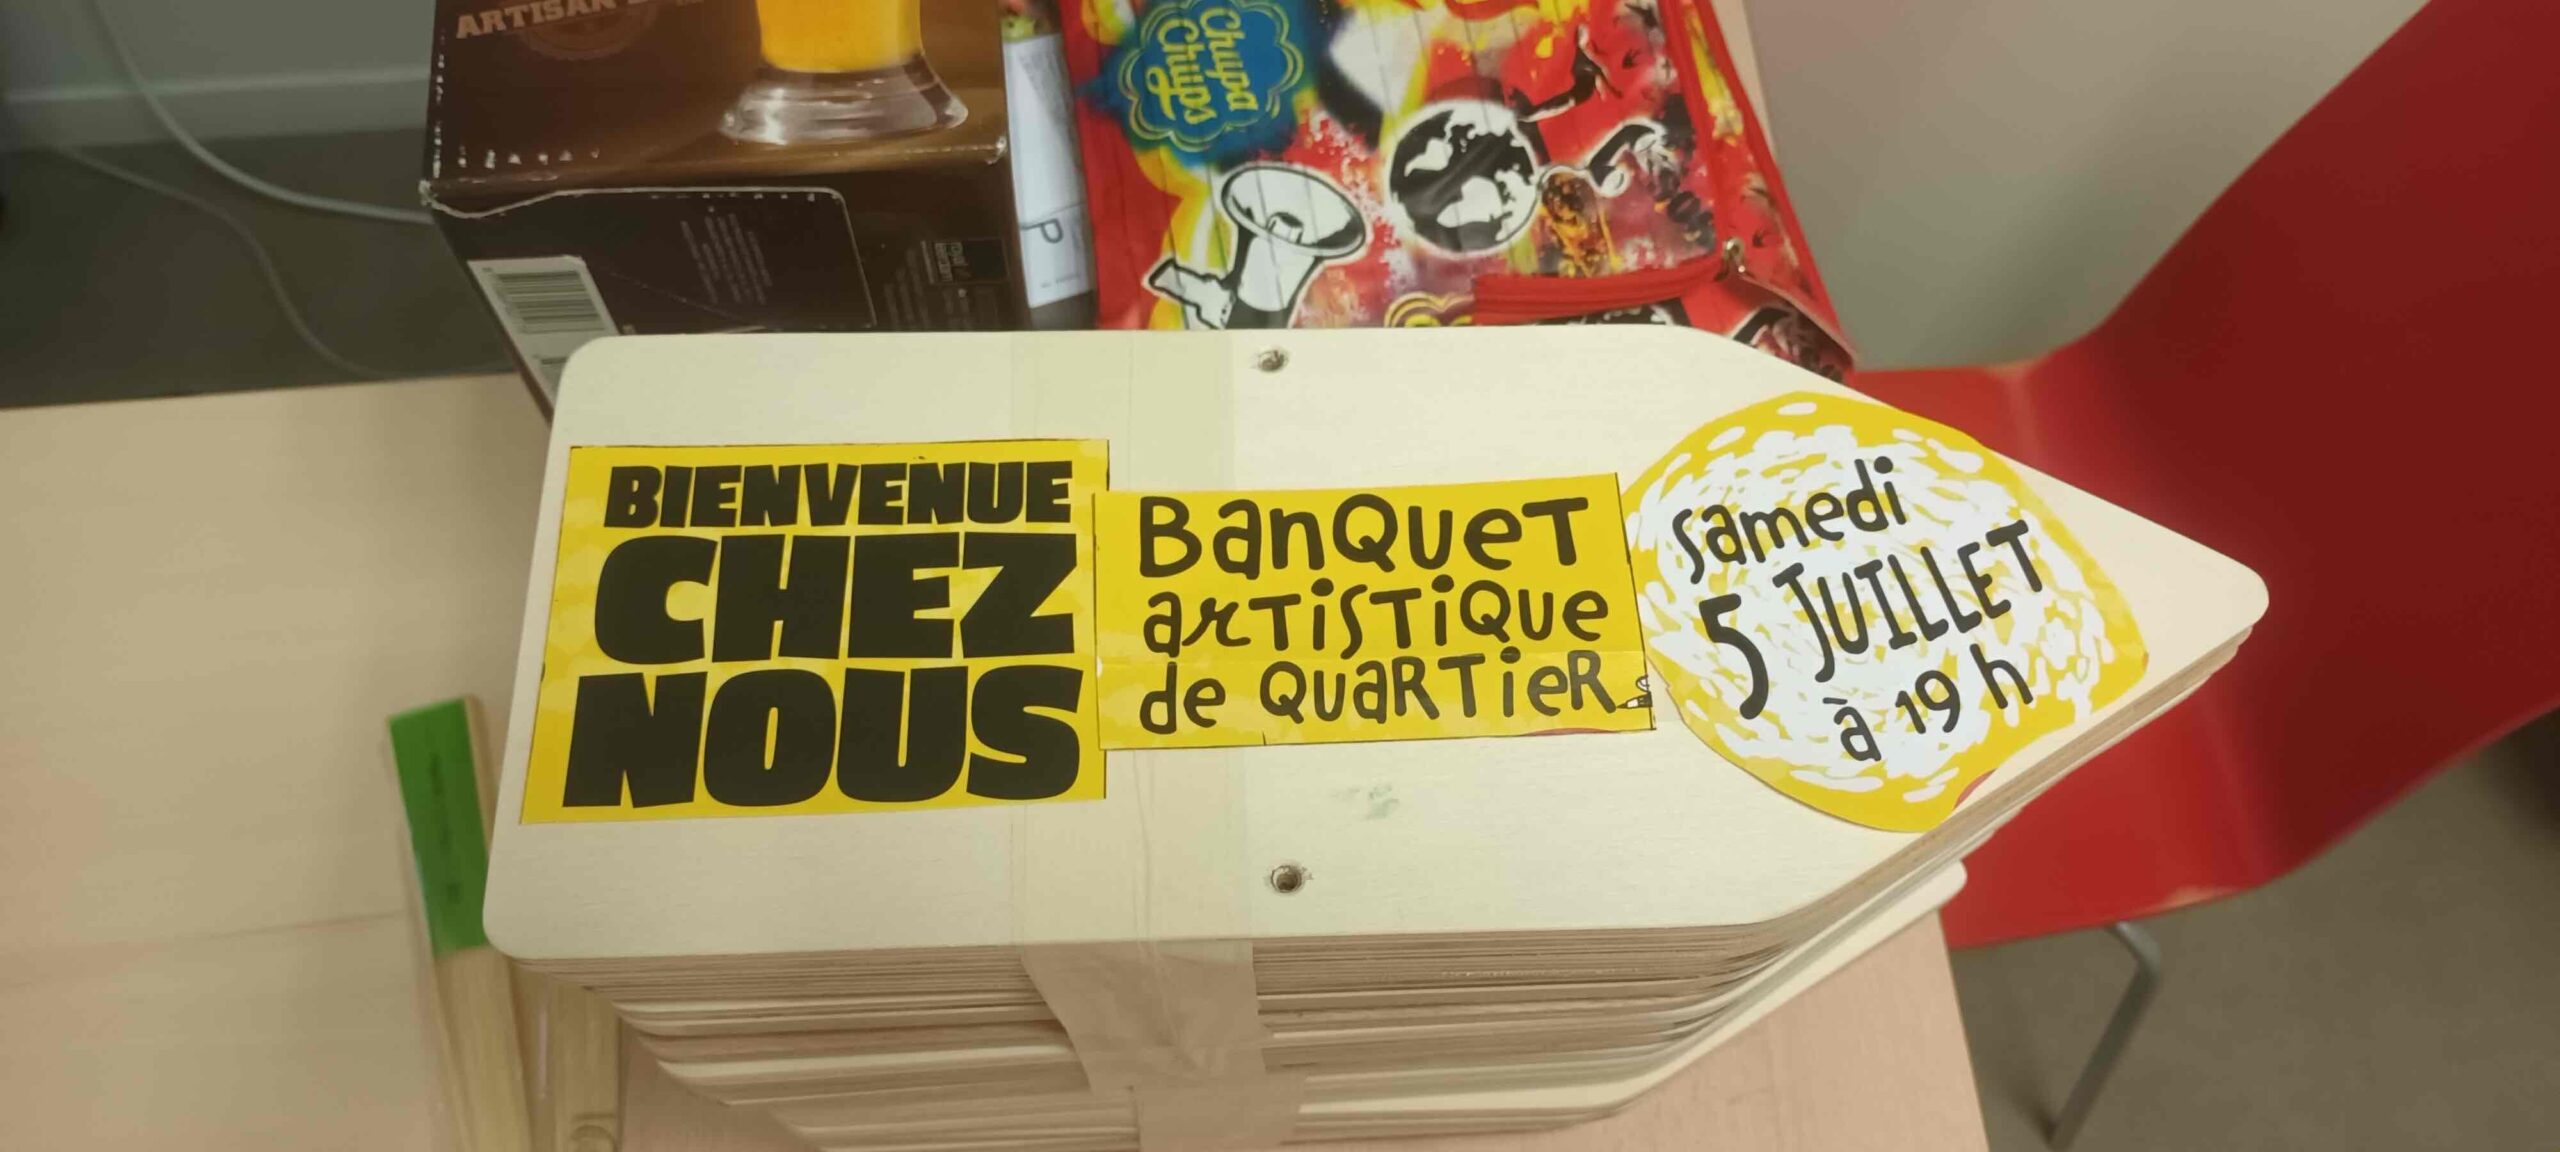 ARTISAN
Chupa
Chups
P
BIENVENUE
CHEZ
NOUS
BANQUET
ARTISTIQUE
de QUARTIER
samedi
5 JUILLET
à 19 h